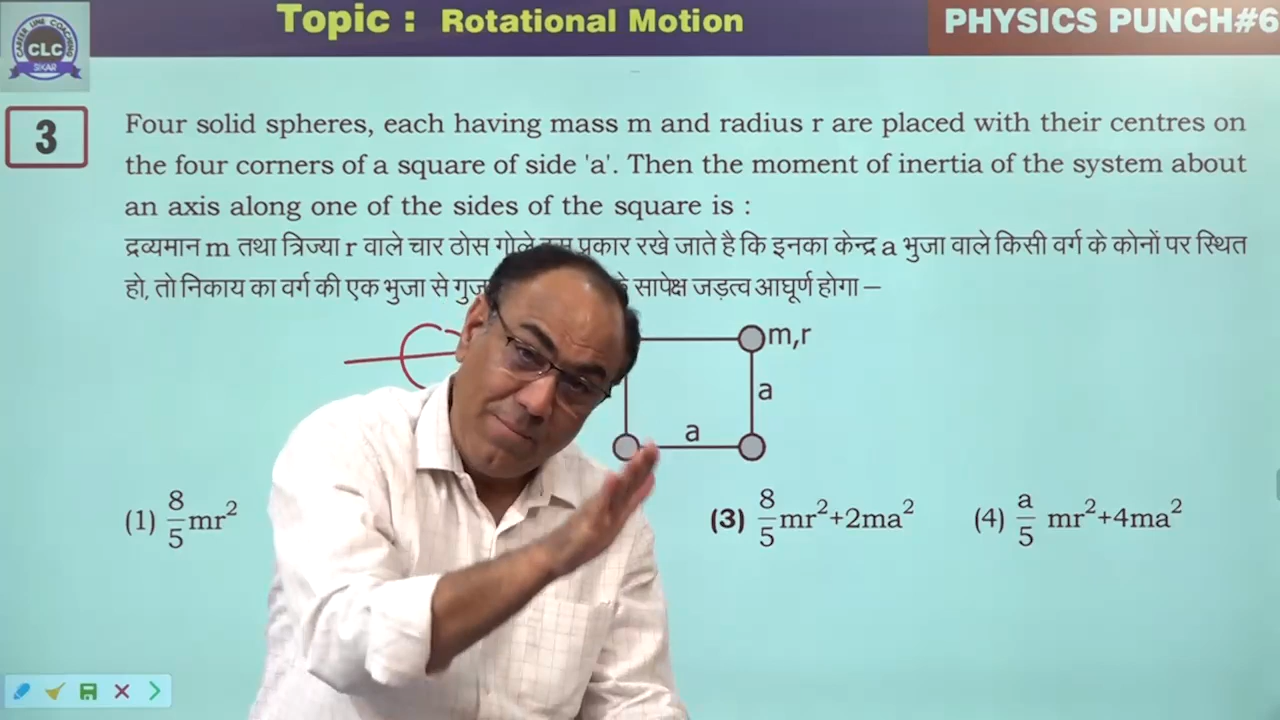 CAREER LINE COACHING
CLC
SIKAR
Topic : Rotational Motion
PHYSICS PUNCH#6
3
Four solid spheres, each having mass m and radius r are placed with their centres on
the four corners of a square of side 'a'. Then the moment of inertia of the system about
an axis along one of the sides of the square is :
द्रव्यमान m तथा त्रिज्या r वाले चार ठोस गोले प्रकार रखे जाते है कि इनका केन्द्र a भुजा वाले किसी वर्ग के कोनों पर स्थित
हो, तो निकाय का वर्ग की एक भुजा से सापेक्ष जड़त्व आघूर्ण होगा –
m,r
a
a
(1) 8/5 mr²
(3) 8/5 mr²+2ma²
(4) a/5 mr²+4ma²